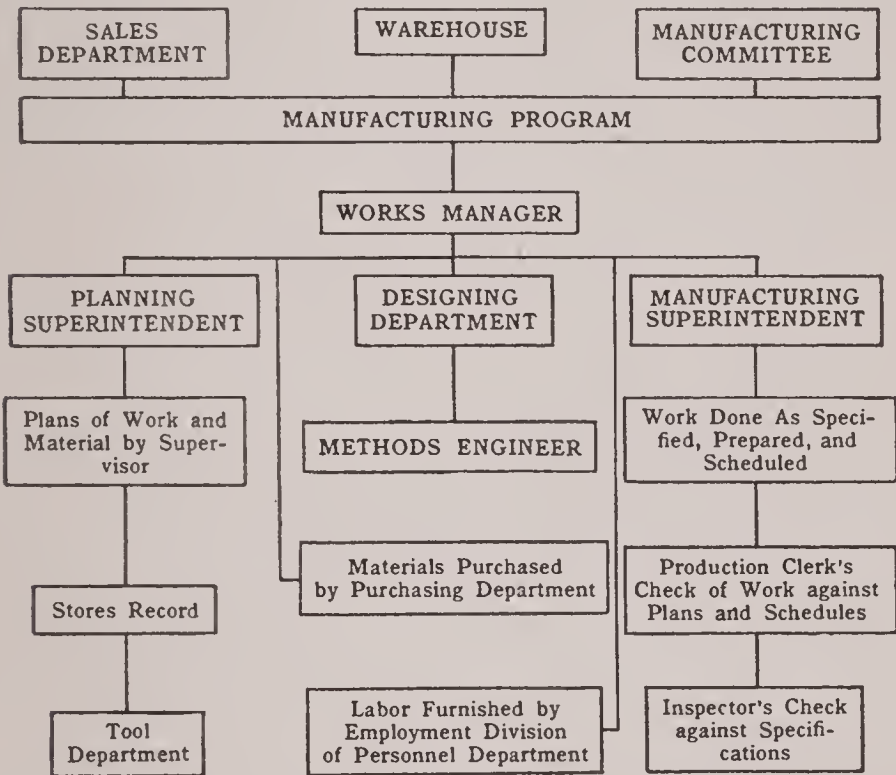 SALES
DEPARTMENT
WAREHOUSE
MANUFACTURING
COMMITTEE
MANUFACTURING PROGRAM
WORKS MANAGER
PLANNING
SUPERINTENDENT
DESIGNING
DEPARTMENT
MANUFACTURING
SUPERINTENDENT
Plans of Work and
Material by Super-
visor
METHODS ENGINEER
Work Done As Speci-
fied, Prepared, and
Scheduled
Materials Purchased
by Purchasing Department
Production Clerk's
Check of Work against
Plans and Schedules
Stores Record
Tool
Department
Labor Furnished by
Employment Division
of Personnel Department
Inspector's Check
against Specifi-
cations